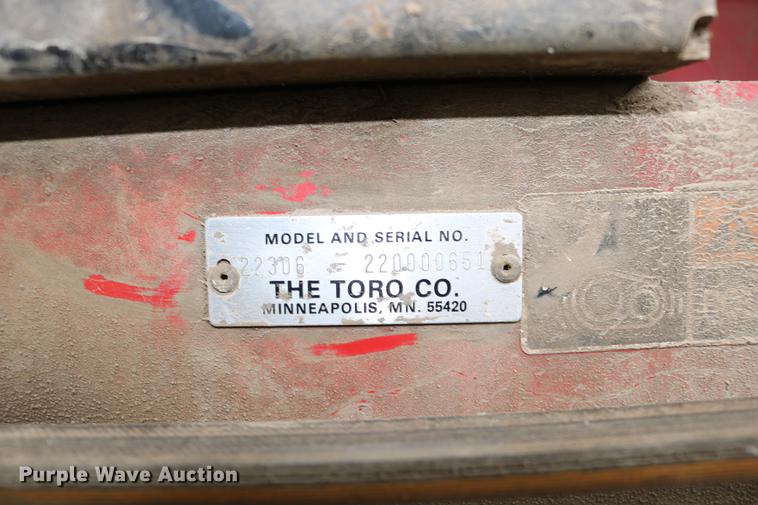 MODEL AND SERIAL NO.
22306 - 220000651
THE TORO CO.
MINNEAPOLIS, MN. 55420
Purple Wave Auction